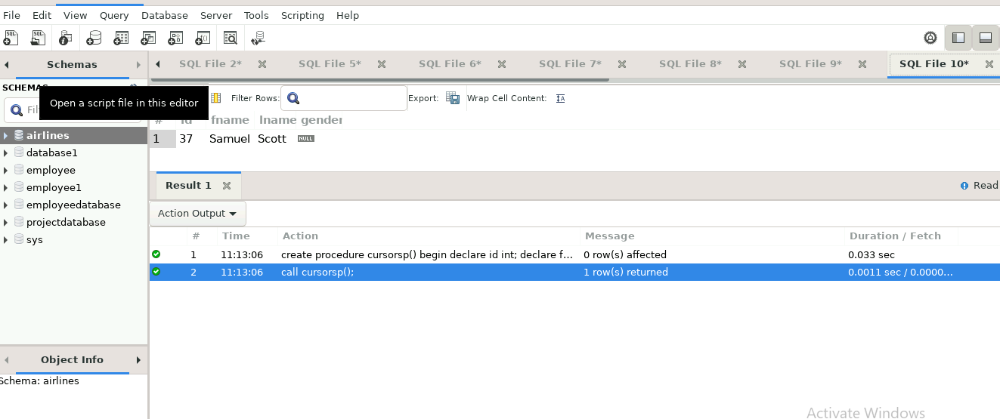 File Edit View Query Database Server Tools Scripting Help
Schemas
SQL File 2* SQL File 5* SQL File 6* SQL File 7* SQL File 8* SQL File 9* SQL File 10*
SCHEMAS
Open a script file in this editor
Filter Rows: Export: Wrap Cell Content:
# id fname lname gender
1 37 Samuel Scott NULL
airlines
database1
employee
employee1
employeedatabase
projectdatabase
sys
Result 1
Read
Action Output
# Time Action Message Duration / Fetch
1 11:13:06 create procedure cursorsp() begin declare id int; declare f... 0 row(s) affected 0.033 sec
2 11:13:06 call cursorsp(); 1 row(s) returned 0.0011 sec / 0.0000...
Object Info
Schema: airlines
Activate Windows